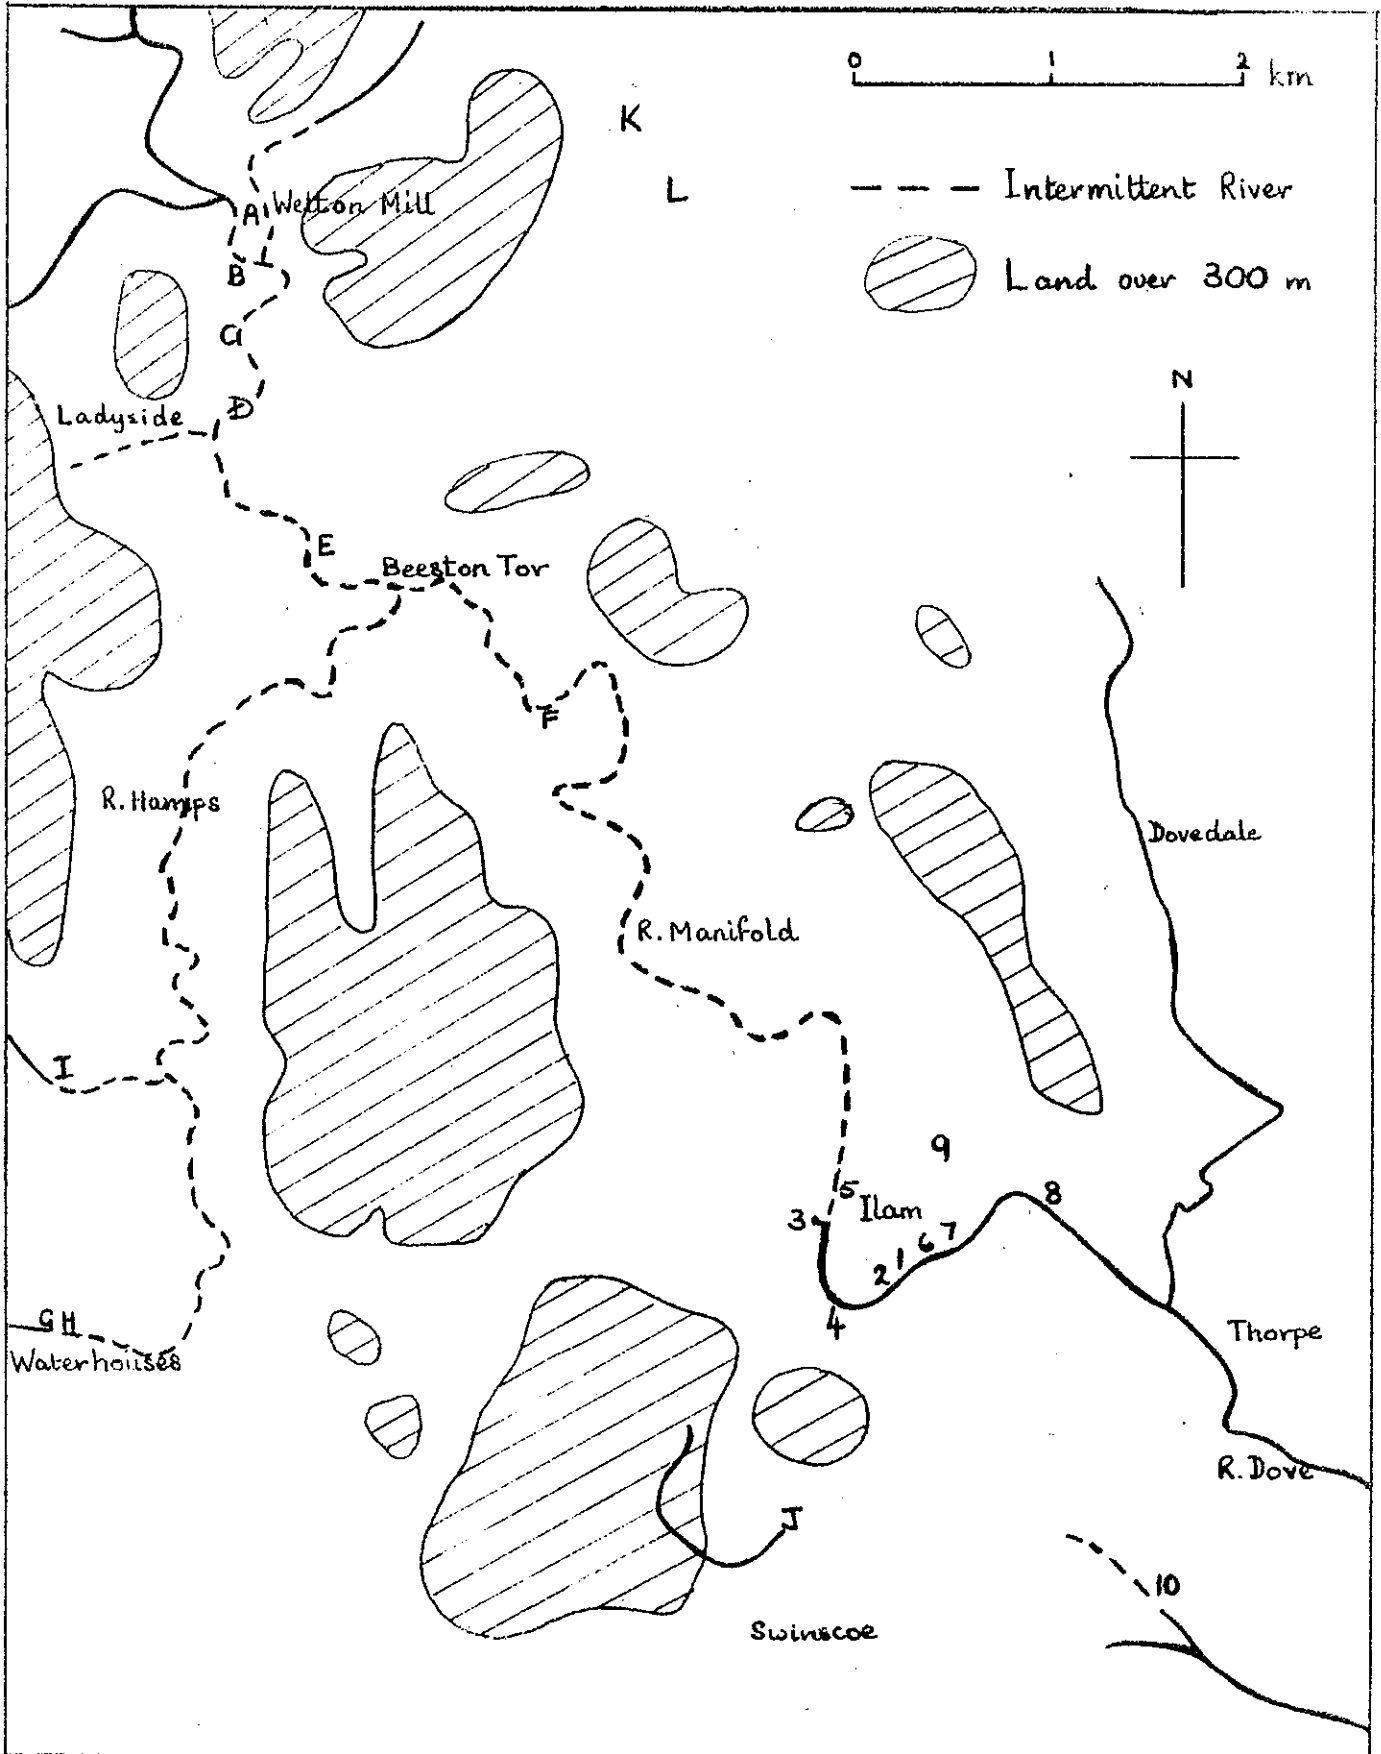 0 1 2 km
K
L
Intermittent River
A Wetton Mill
B
Land over 300 m
C
N
D
Ladyside
E
Beeston Tor
F
R. Hamps
Dovedale
R. Manifold
I
9
5
8
3
Ilam
7
6
1
2
4
G H
Waterhouses
Thorpe
R. Dove
J
10
Swinscoe